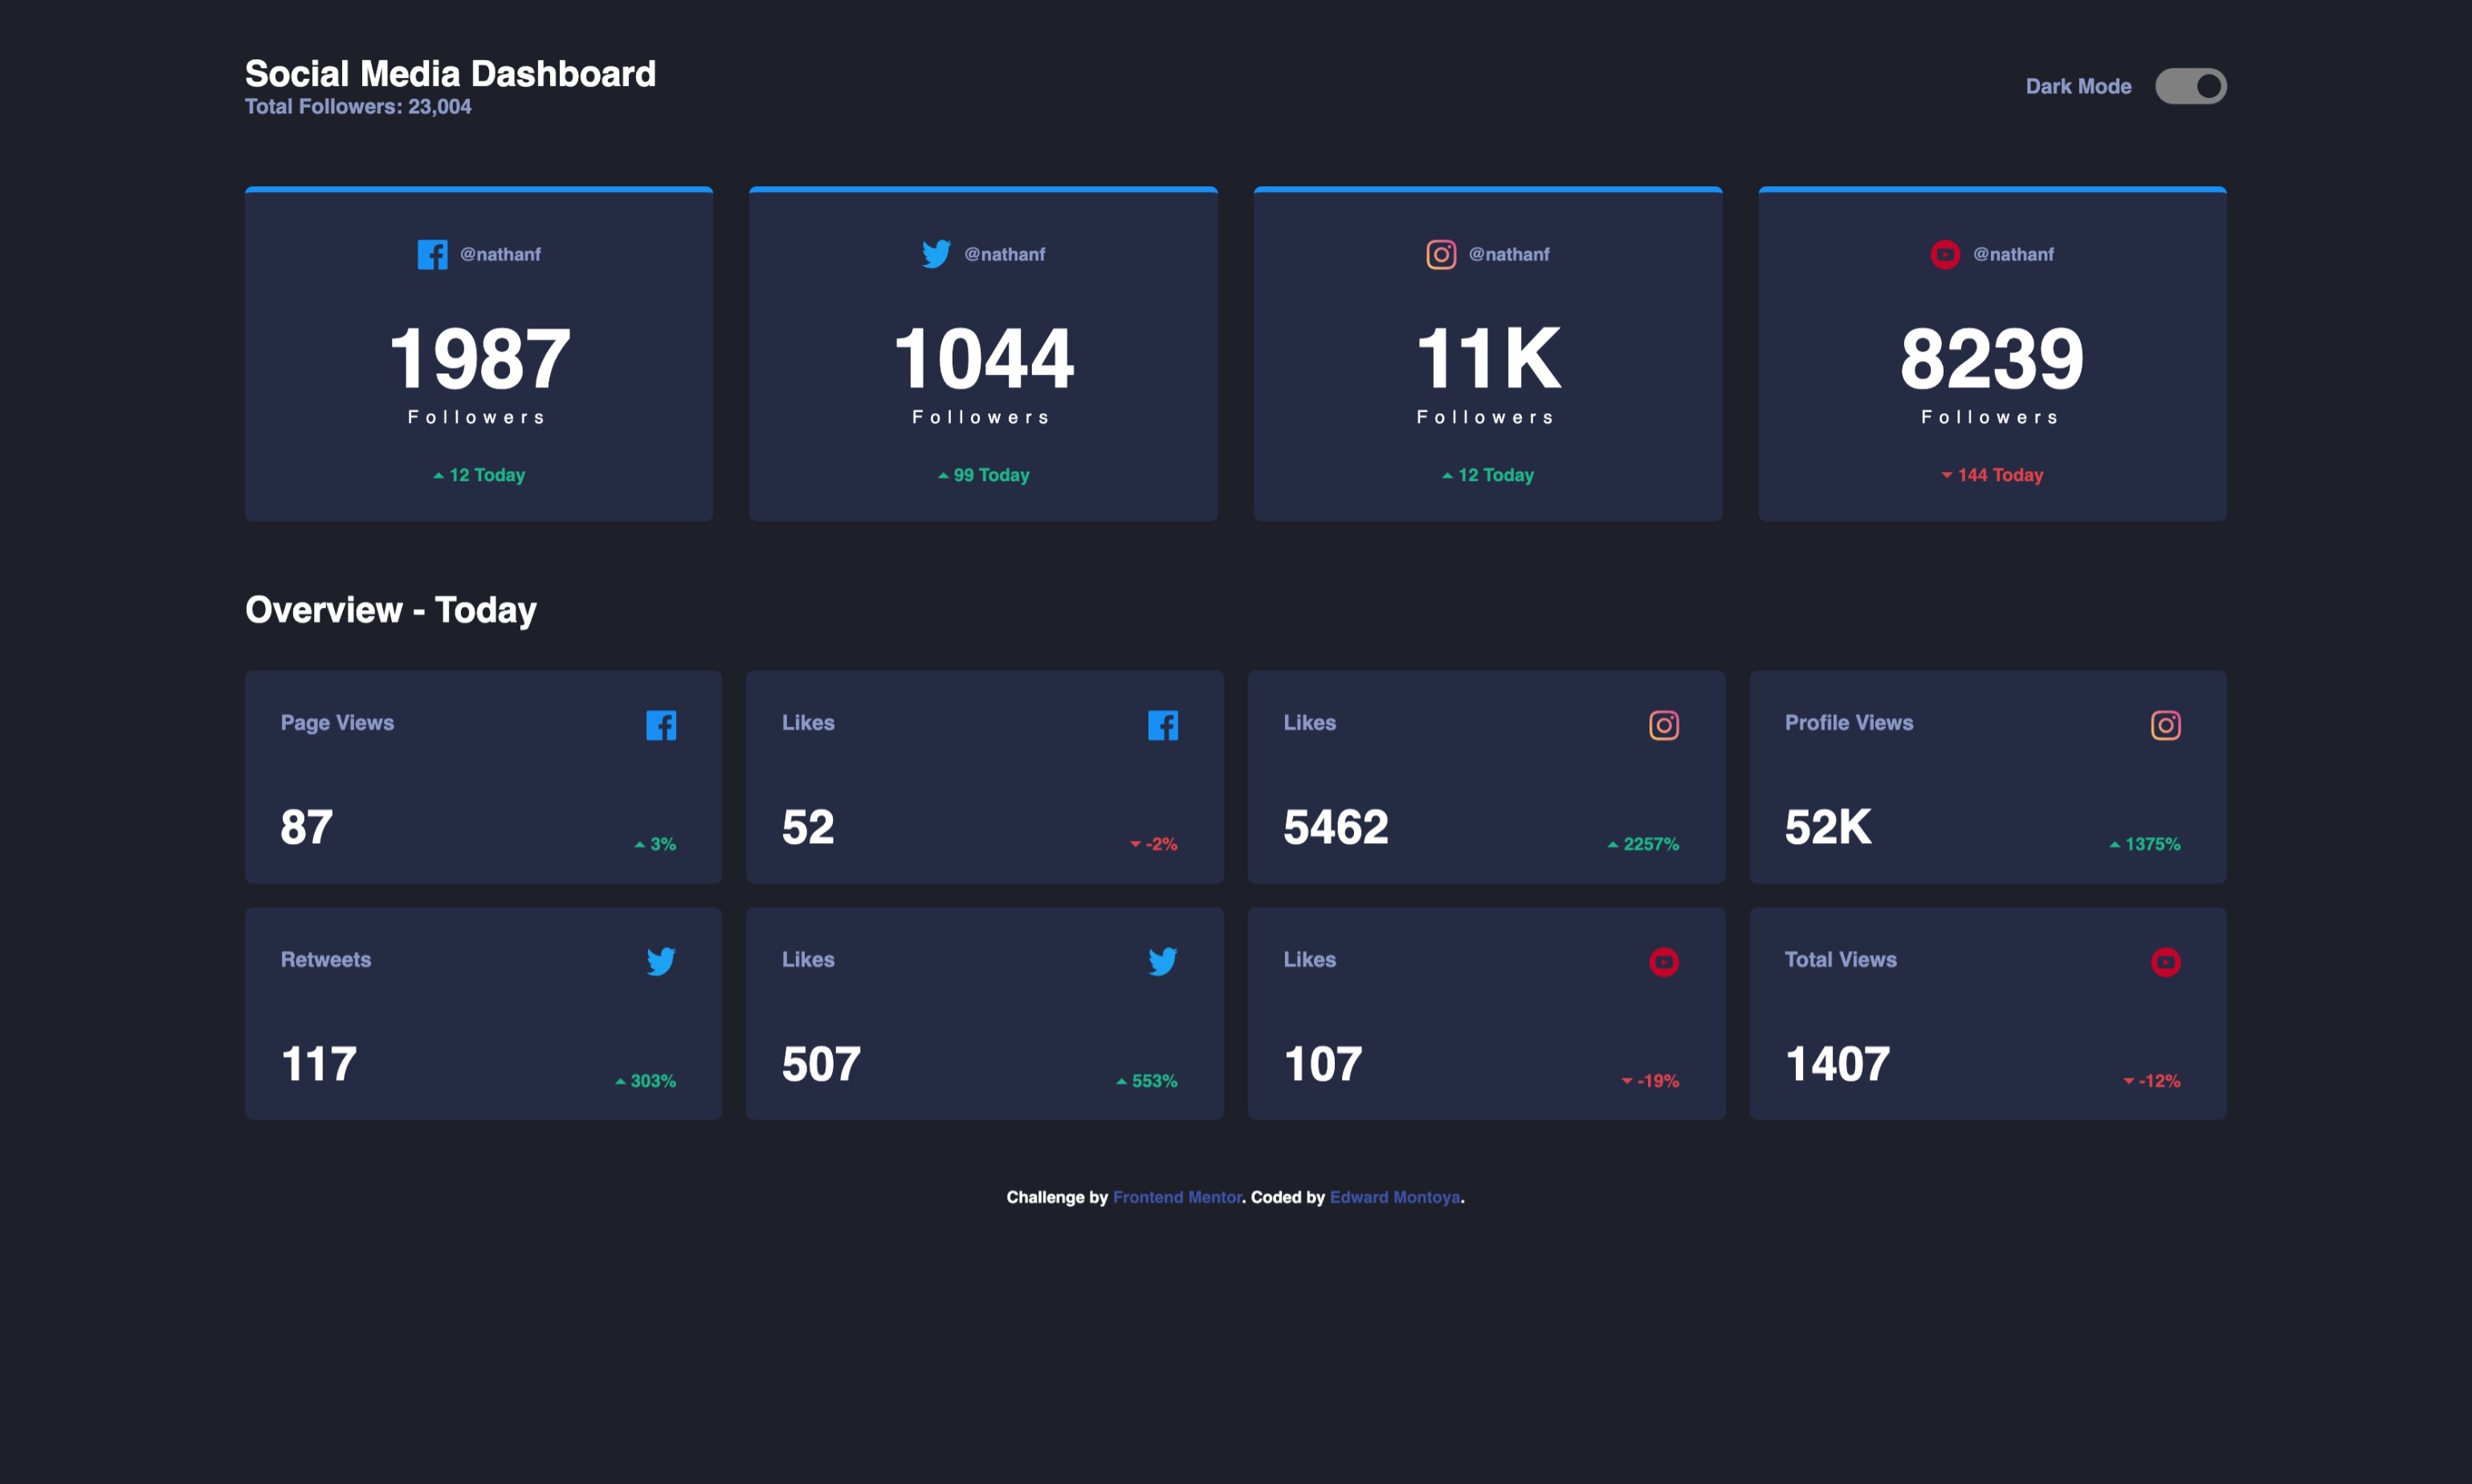 Social Media Dashboard
Total Followers: 23,004
Dark Mode
@nathanf
1987
Followers
12 Today
@nathanf
1044
Followers
99 Today
@nathanf
11K
Followers
12 Today
@nathanf
8239
Followers
144 Today
Overview - Today
Page Views
87
3%
Likes
52
-2%
Likes
5462
2257%
Profile Views
52K
1375%
Retweets
117
303%
Likes
507
553%
Likes
107
-19%
Total Views
1407
-12%
Challenge by Frontend Mentor. Coded by Edward Montoya.